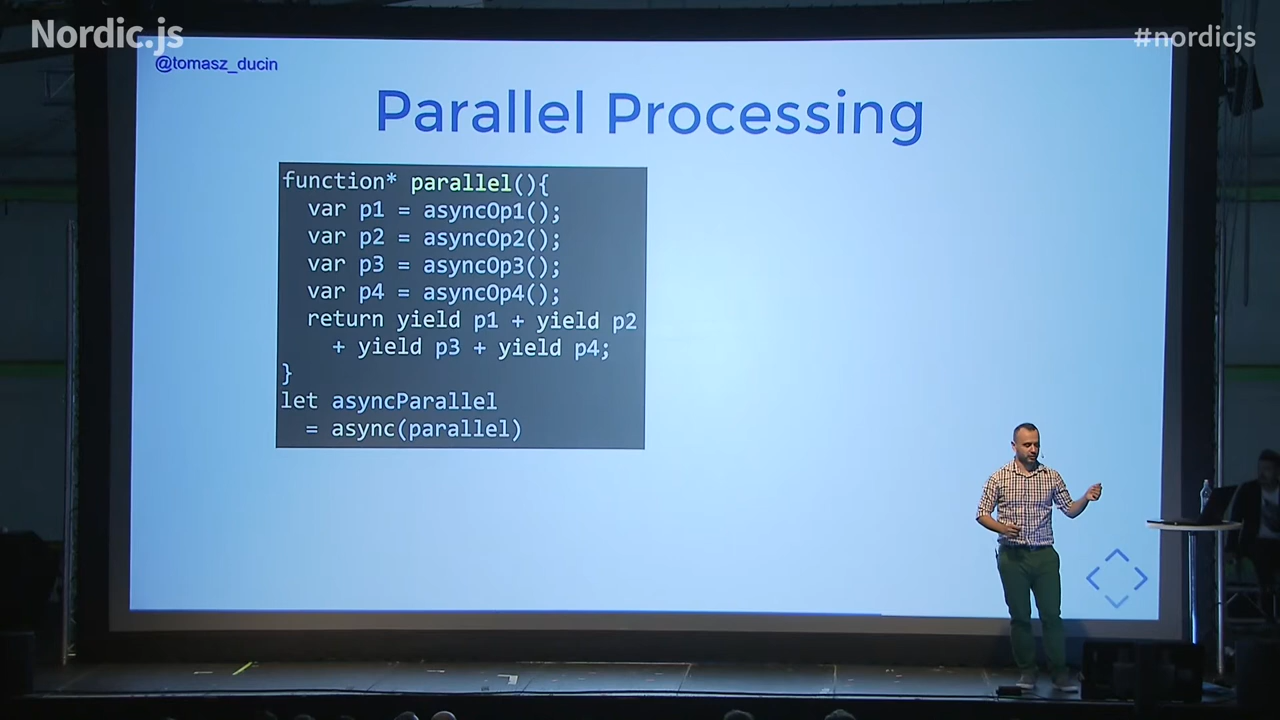 Nordic.js
#nordicjs
@tomasz_ducin
Parallel Processing
function* parallel(){
  var p1 = asyncOp1();
  var p2 = asyncOp2();
  var p3 = asyncOp3();
  var p4 = asyncOp4();
  return yield p1 + yield p2
    + yield p3 + yield p4;
}
let asyncParallel
  = async(parallel)